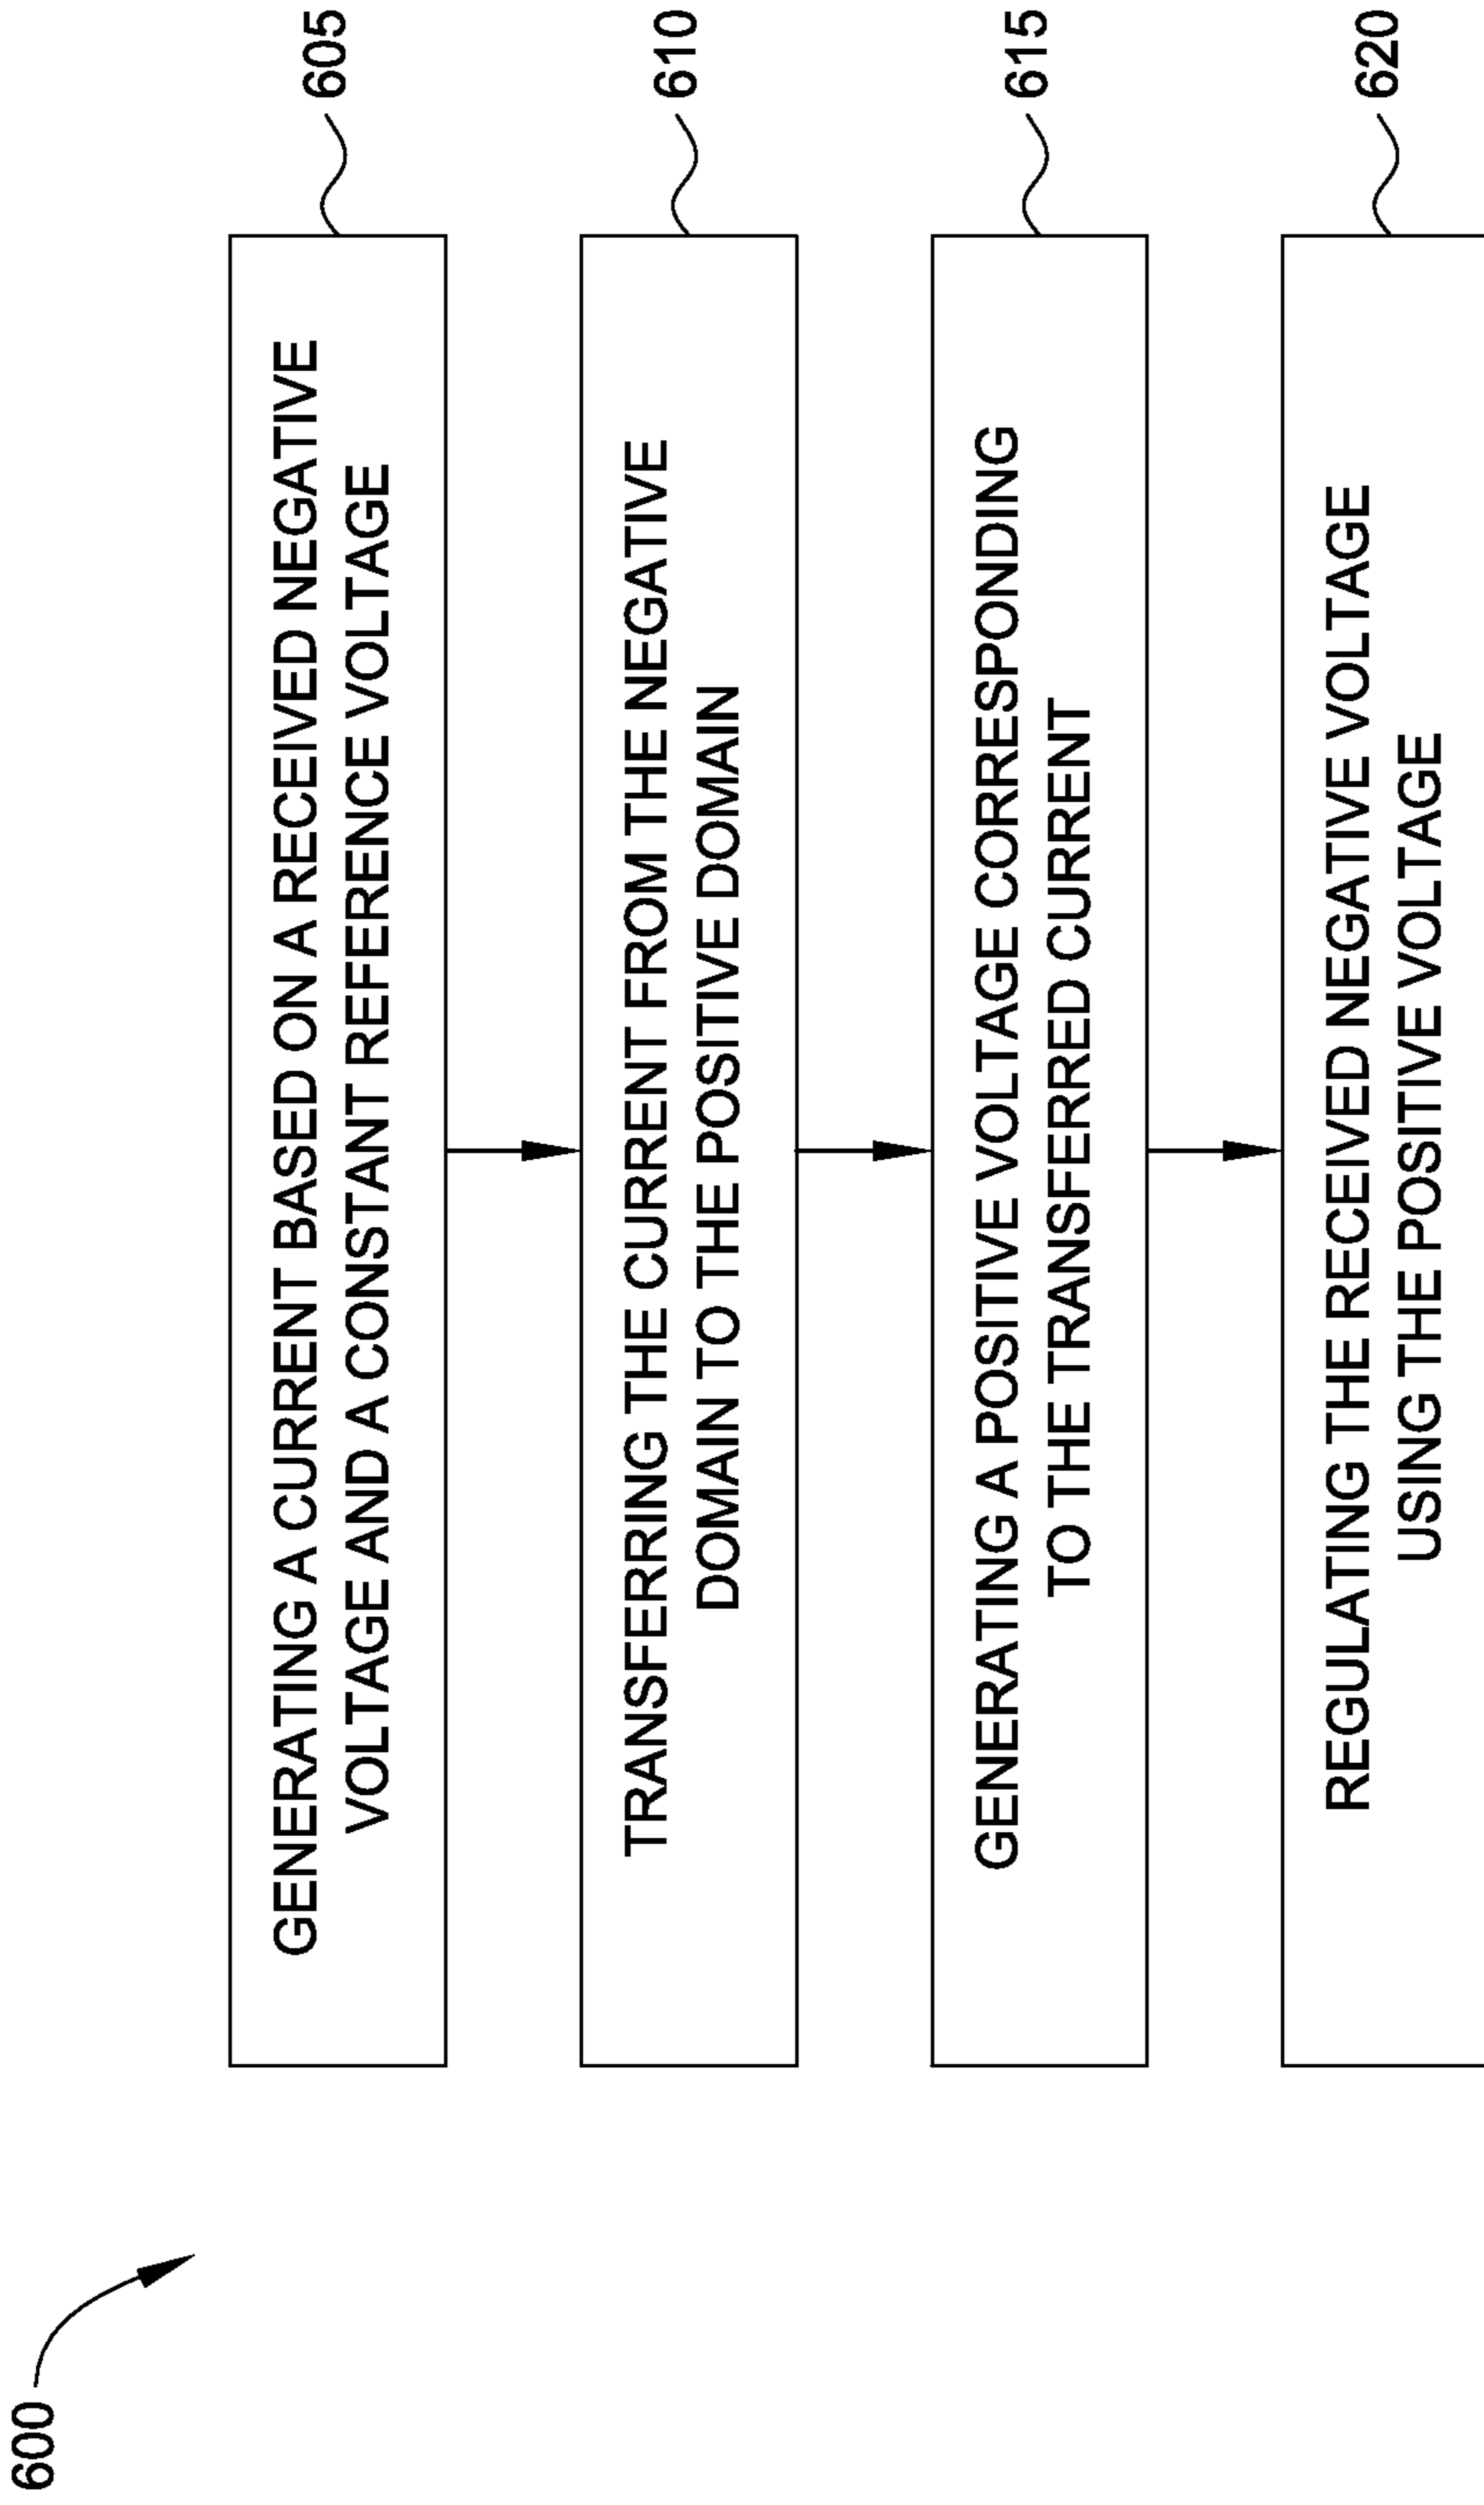 600
GENERATING A CURRENT BASED ON A RECEIVED NEGATIVE
VOLTAGE AND A CONSTANT REFERENCE VOLTAGE
605
TRANSFERRING THE CURRENT FROM THE NEGATIVE
DOMAIN TO THE POSITIVE DOMAIN
610
GENERATING A POSITIVE VOLTAGE CORRESPONDING
TO THE TRANSFERRED CURRENT
615
REGULATING THE RECEIVED NEGATIVE VOLTAGE
USING THE POSITIVE VOLTAGE
620